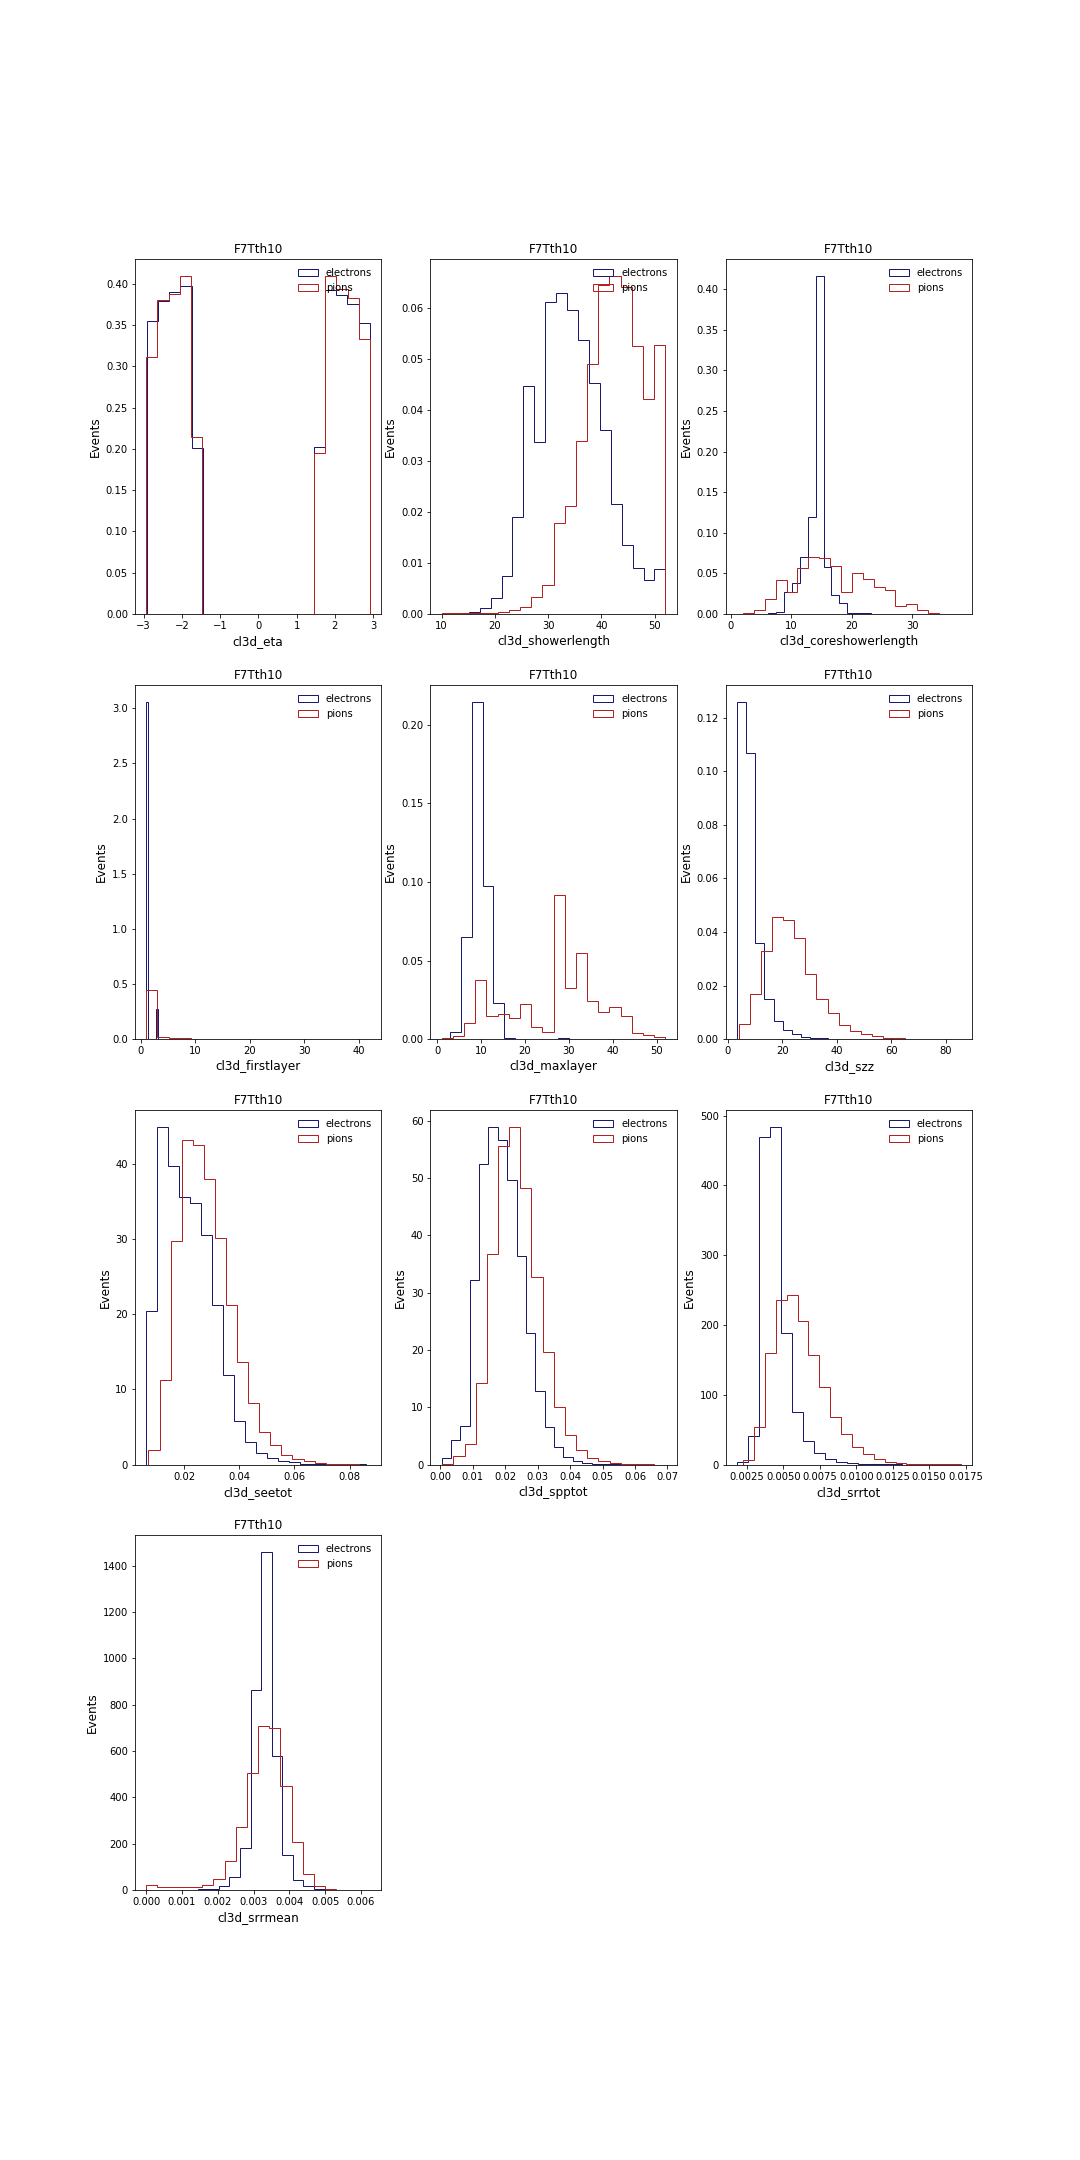 F7Tth10
electrons
pions
0.40
0.35
0.30
0.25
0.20
0.15
0.10
0.05
0.00
Events
−3 −2 −1 0 1 2 3
cl3d_eta
F7Tth10
electrons
pions
0.06
0.05
0.04
0.03
0.02
0.01
0.00
Events
10 20 30 40 50
cl3d_showerlength
F7Tth10
electrons
pions
0.40
0.35
0.30
0.25
0.20
0.15
0.10
0.05
0.00
Events
0 10 20 30
cl3d_coreshowerlength
F7Tth10
electrons
pions
3.0
2.5
2.0
1.5
1.0
0.5
0.0
Events
0 10 20 30 40
cl3d_firstlayer
F7Tth10
electrons
pions
0.20
0.15
0.10
0.05
0.00
Events
0 10 20 30 40 50
cl3d_maxlayer
F7Tth10
electrons
pions
0.12
0.10
0.08
0.06
0.04
0.02
0.00
Events
0 20 40 60 80
cl3d_szz
F7Tth10
electrons
pions
40
30
20
10
0
Events
0.02 0.04 0.06 0.08
cl3d_seetot
F7Tth10
electrons
pions
60
50
40
30
20
10
0
Events
0.00 0.01 0.02 0.03 0.04 0.05 0.06 0.07
cl3d_spptot
F7Tth10
electrons
pions
500
400
300
200
100
0
Events
0.0025 0.0050 0.0075 0.0100 0.0125 0.0150 0.0175
cl3d_srrtot
F7Tth10
electrons
pions
1400
1200
1000
800
600
400
200
0
Events
0.000 0.001 0.002 0.003 0.004 0.005 0.006
cl3d_srrmean